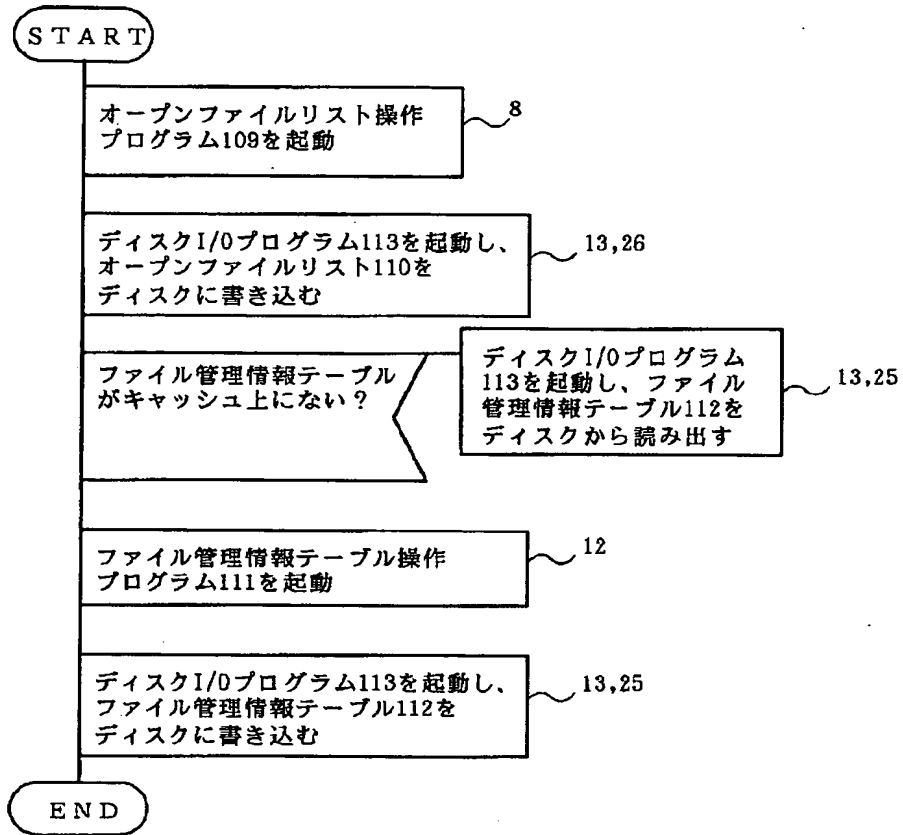 START
オープンファイルリスト操作
プログラム109を起動
8
ディスクI/Oプログラム113を起動し、
オープンファイルリスト110を
ディスクに書き込む
13,26
ファイル管理情報テーブル
がキャッシュ上にない？
ディスクI/Oプログラム
113を起動し、ファイル
管理情報テーブル112を
ディスクから読み出す
13,25
ファイル管理情報テーブル操作
プログラム111を起動
12
ディスクI/Oプログラム113を起動し、
ファイル管理情報テーブル112を
ディスクに書き込む
13,25
END